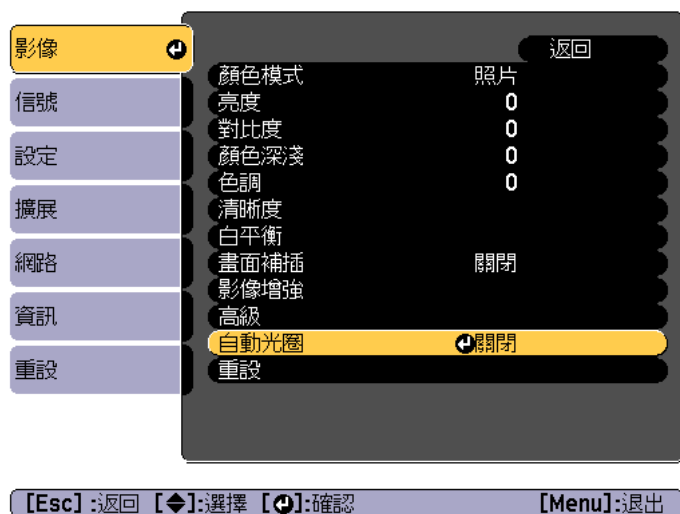 影像
信號
設定
擴展
網路
資訊
重設
返回
顏色模式 照片
亮度 0
對比度 0
顏色深淺 0
色調 0
清晰度
白平衡
畫面補插 關閉
影像增強
高級
自動光圈 關閉
重設
[Esc] :返回 [◆]:選擇 [⏎]:確認 [Menu]:退出